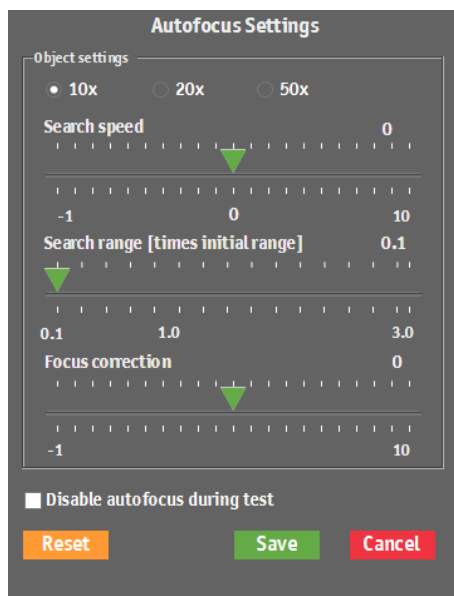 Autofocus Settings
Object settings
10x 20x 50x
Search speed 0
-1 0 10
Search range [times initial range] 0.1
0.1 1.0 3.0
Focus correction 0
-1 10
Disable autofocus during test
Reset Save Cancel